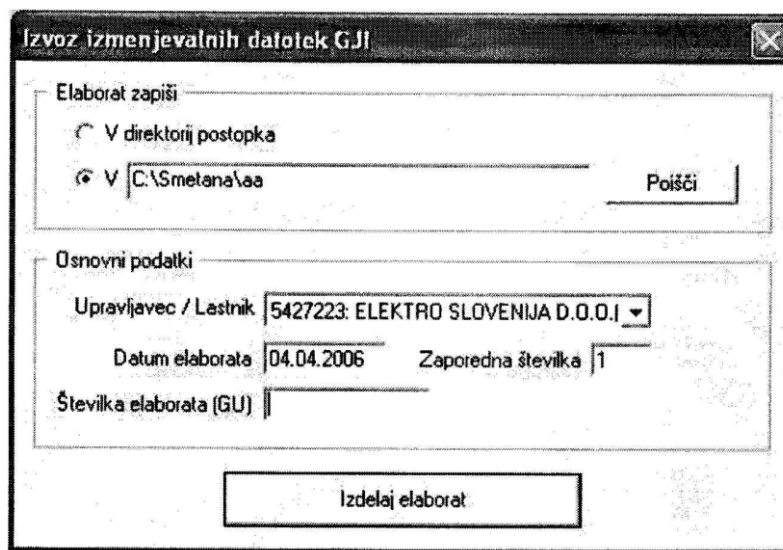 Izvoz izmenjevalnih datotek GJI
Elaborat zapiši
V direktorij postopka
V C:\Smetana\aa Poišči
Osnovni podatki
Upravljavec / Lastnik 5427223: ELEKTRO SLOVENIJA D.O.O.
Datum elaborata 04.04.2006 Zaporedna številka 1
Številka elaborata (GU)
Izdelaj elaborat